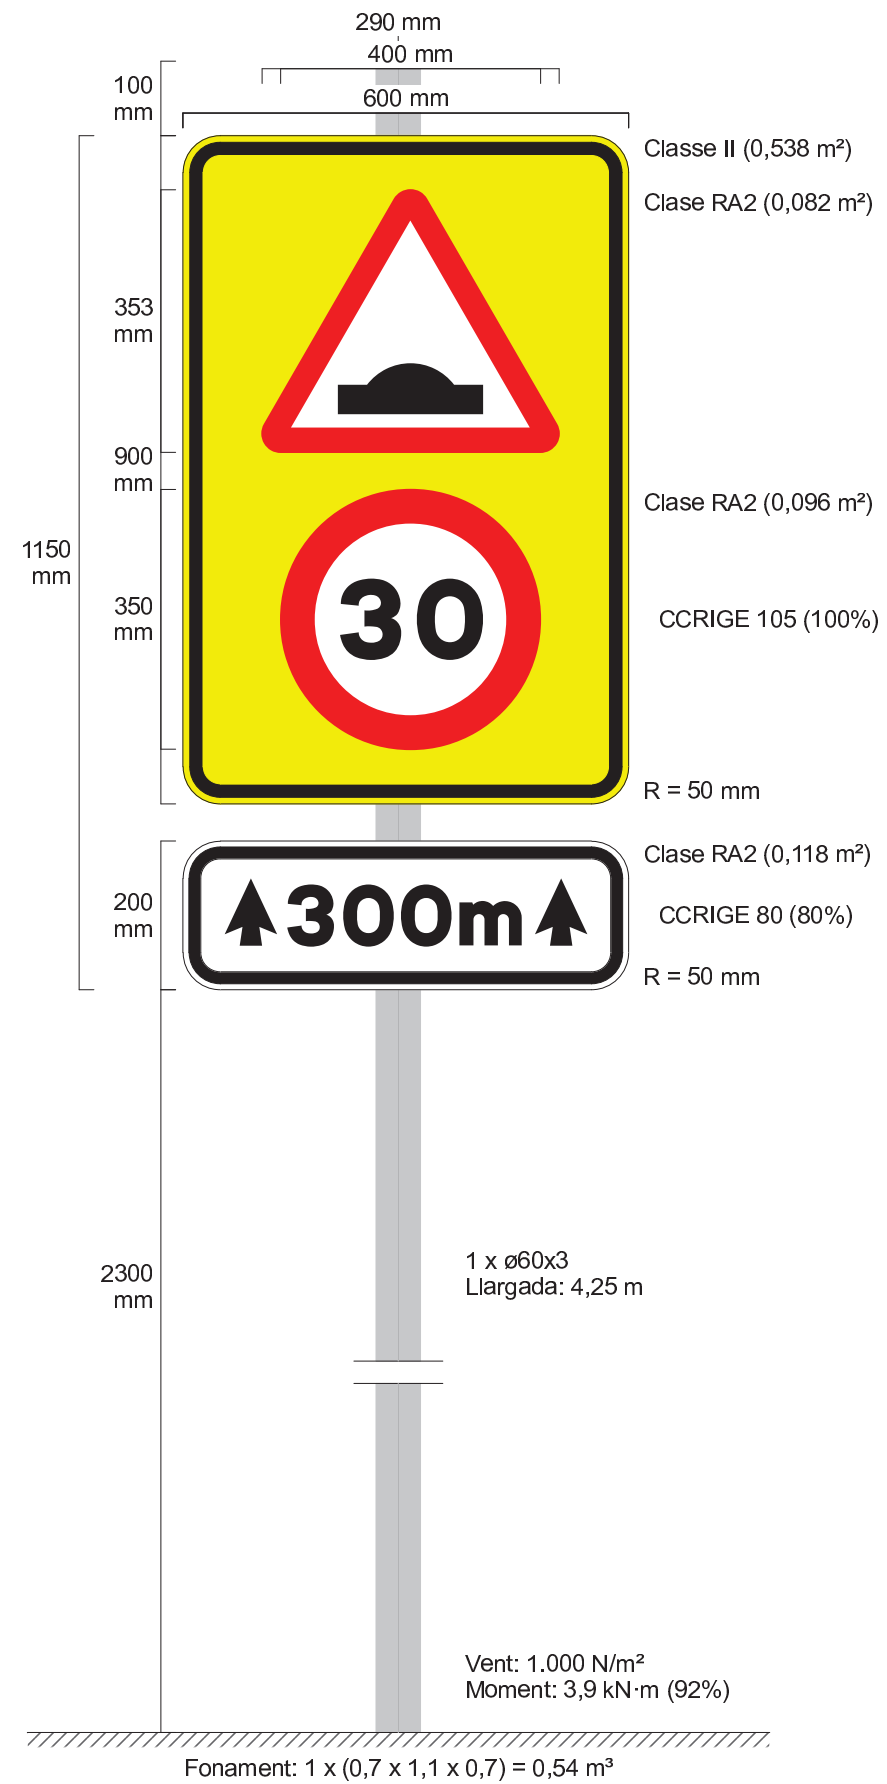 290 mm
400 mm
600 mm
100
mm
Classe II (0,538 m²)
Clase RA2 (0,082 m²)
353
mm
900
mm
Clase RA2 (0,096 m²)
1150
mm
30
350
mm
CCRIGE 105 (100%)
R = 50 mm
Clase RA2 (0,118 m²)
200
mm
300m
CCRIGE 80 (80%)
R = 50 mm
2300
mm
1 x ø60x3
Llargada: 4,25 m
Vent: 1.000 N/m²
Moment: 3,9 kN·m (92%)
Fonament: 1 x (0,7 x 1,1 x 0,7) = 0,54 m³